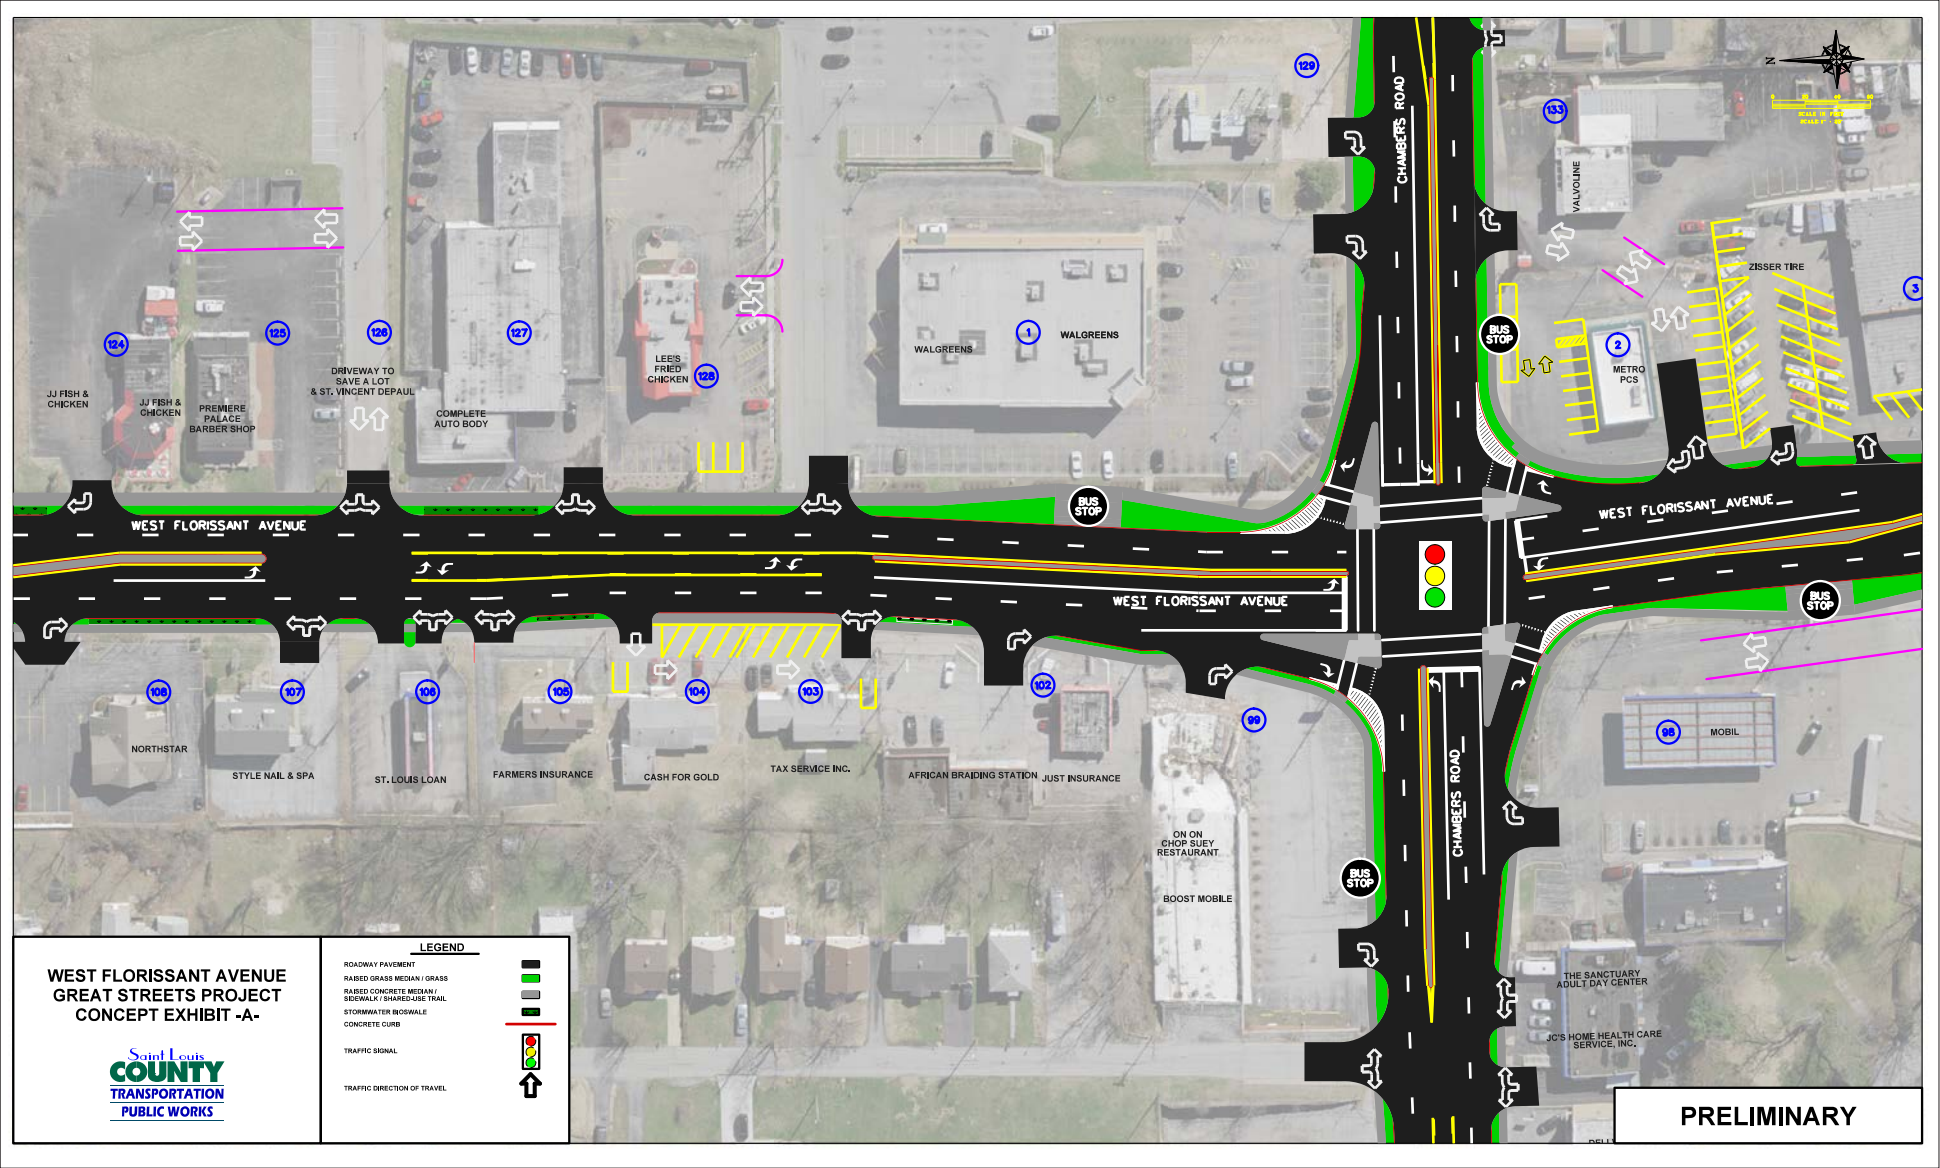 129
CHAMBERS ROAD
133
N
VALVOLINE
ZISSER TIRE
3
124
125
126
127
128
1
WALGREENS
WALGREENS
BUS
STOP
2
METRO
PCS
JJ FISH &
CHICKEN
JJ FISH &
CHICKEN
PREMIERE
PALACE
BARBER SHOP
DRIVEWAY TO
SAVE A LOT
& ST. VINCENT DEPAUL
COMPLETE
AUTO BODY
LEE'S
FRIED
CHICKEN
BUS
STOP
WEST FLORISSANT AVENUE
WEST FLORISSANT AVENUE
WEST FLORISSANT AVENUE
BUS
STOP
108
107
106
105
104
103
102
99
98
MOBIL
NORTHSTAR
STYLE NAIL & SPA
ST. LOUIS LOAN
FARMERS INSURANCE
CASH FOR GOLD
TAX SERVICE INC.
AFRICAN BRAIDING STATION
JUST INSURANCE
CHAMBERS ROAD
ON ON
CHOP SUEY
RESTAURANT
BOOST MOBILE
BUS
STOP
THE SANCTUARY
ADULT DAY CENTER
JC'S HOME HEALTH CARE
SERVICE, INC.
WEST FLORISSANT AVENUE
GREAT STREETS PROJECT
CONCEPT EXHIBIT -A-
Saint Louis
COUNTY
TRANSPORTATION
PUBLIC WORKS
LEGEND
ROADWAY PAVEMENT
RAISED GRASS MEDIAN / GRASS
RAISED CONCRETE MEDIAN /
SIDEWALK / SHARED-USE TRAIL
STORMWATER BIOSWALE
CONCRETE CURB
TRAFFIC SIGNAL
TRAFFIC DIRECTION OF TRAVEL
PRELIMINARY